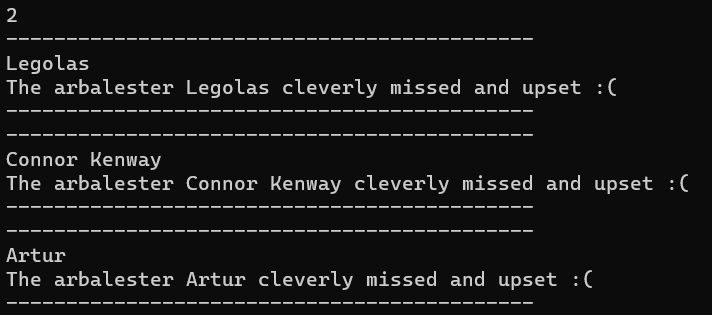 2
--------------------------------------------
Legolas
The arbalester Legolas cleverly missed and upset :(
--------------------------------------------
--------------------------------------------
Connor Kenway
The arbalester Connor Kenway cleverly missed and upset :(
--------------------------------------------
--------------------------------------------
Artur
The arbalester Artur cleverly missed and upset :(
--------------------------------------------